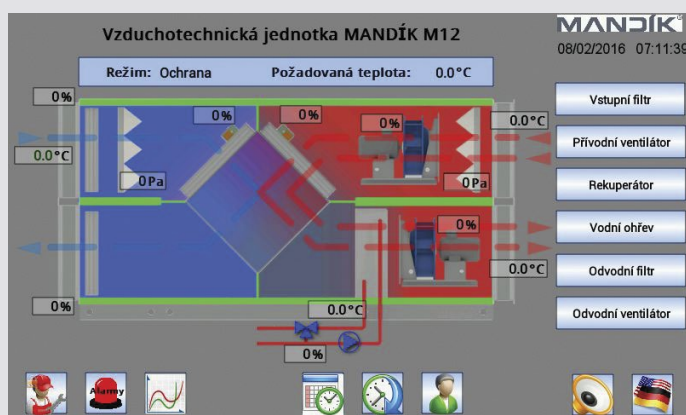 Vzduchotechnická jednotka MANDÍK M12
MANDÍK
08/02/2016 07:11:39
Režim: Ochrana Požadovaná teplota: 0.0°C
0%
0% 0% 0%
0.0°C
0.0°C
0Pa 0Pa
0%
0.0°C
0%
0.0°C
0%
Vstupní filtr
Přívodní ventilátor
Rekuperátor
Vodní ohřev
Odvodní filtr
Odvodní ventilátor
Alarmy